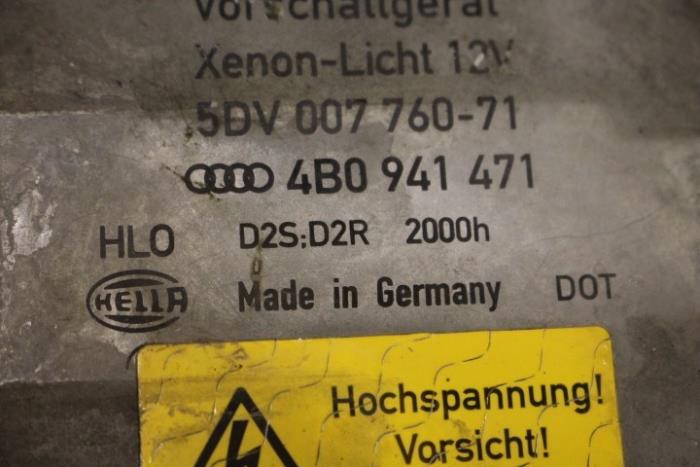 Vorschaltgerät
Xenon-Licht 12V
5DV 007 760-71
4B0 941 471
HLO D2S;D2R 2000h
HELLA Made in Germany DOT
Hochspannung!
Vorsicht!